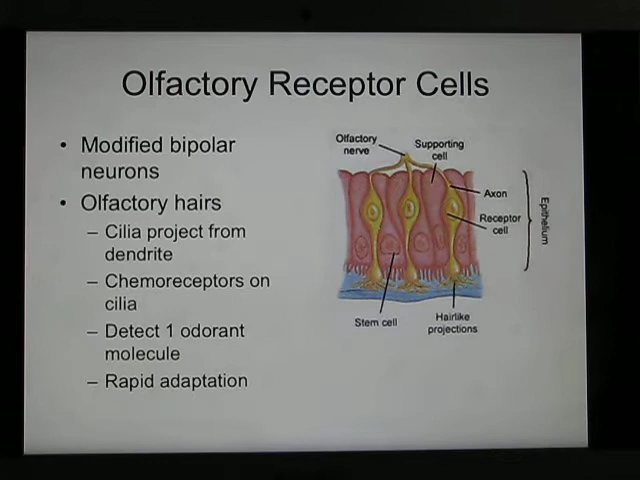 Olfactory Receptor Cells
• Modified bipolar
neurons
• Olfactory hairs
– Cilia project from
dendrite
– Chemoreceptors on
cilia
– Detect 1 odorant
molecule
– Rapid adaptation
Olfactory
nerve
Supporting
cell
Axon
Receptor
cell
Epithelium
Stem cell
Hairlike
projections